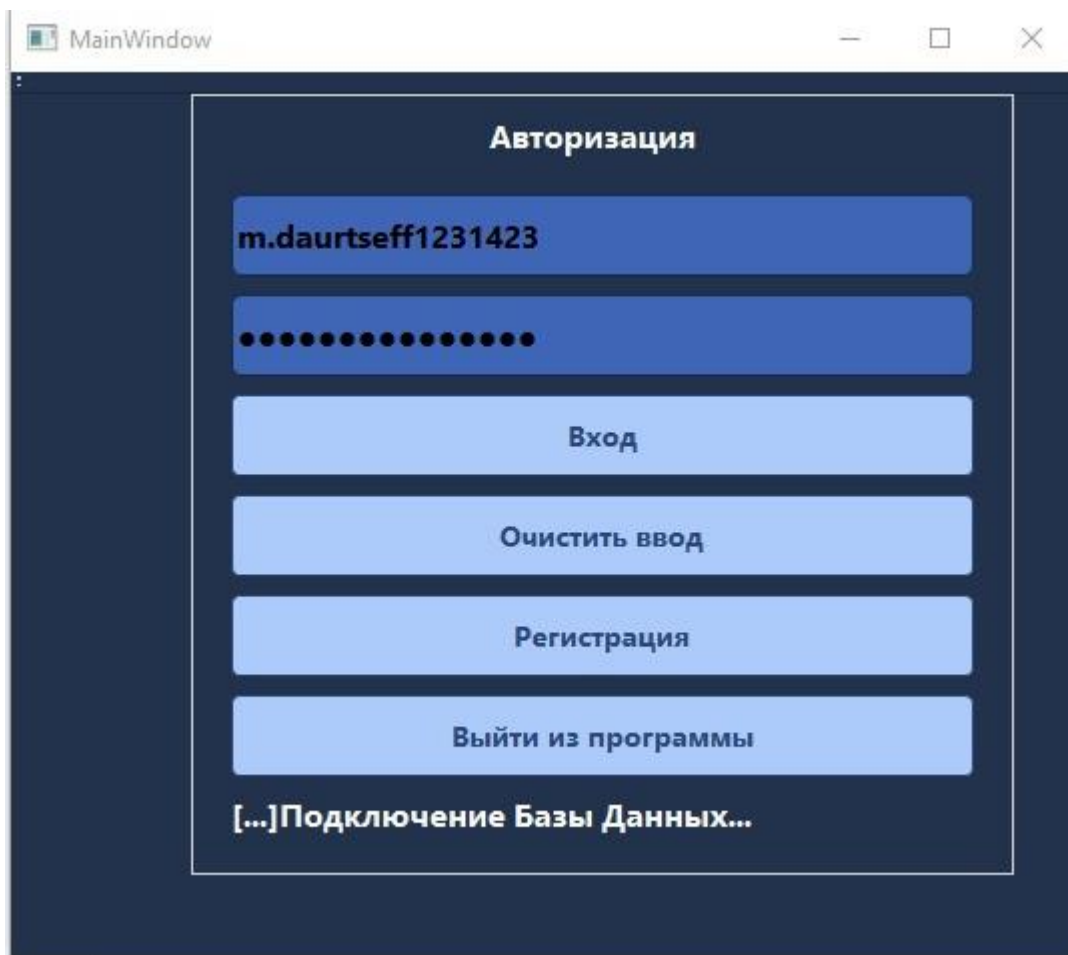 MainWindow
Авторизация
m.daurtseff1231423
●●●●●●●●●●●●●●●
Вход
Очистить ввод
Регистрация
Выйти из программы
[...]Подключение Базы Данных...